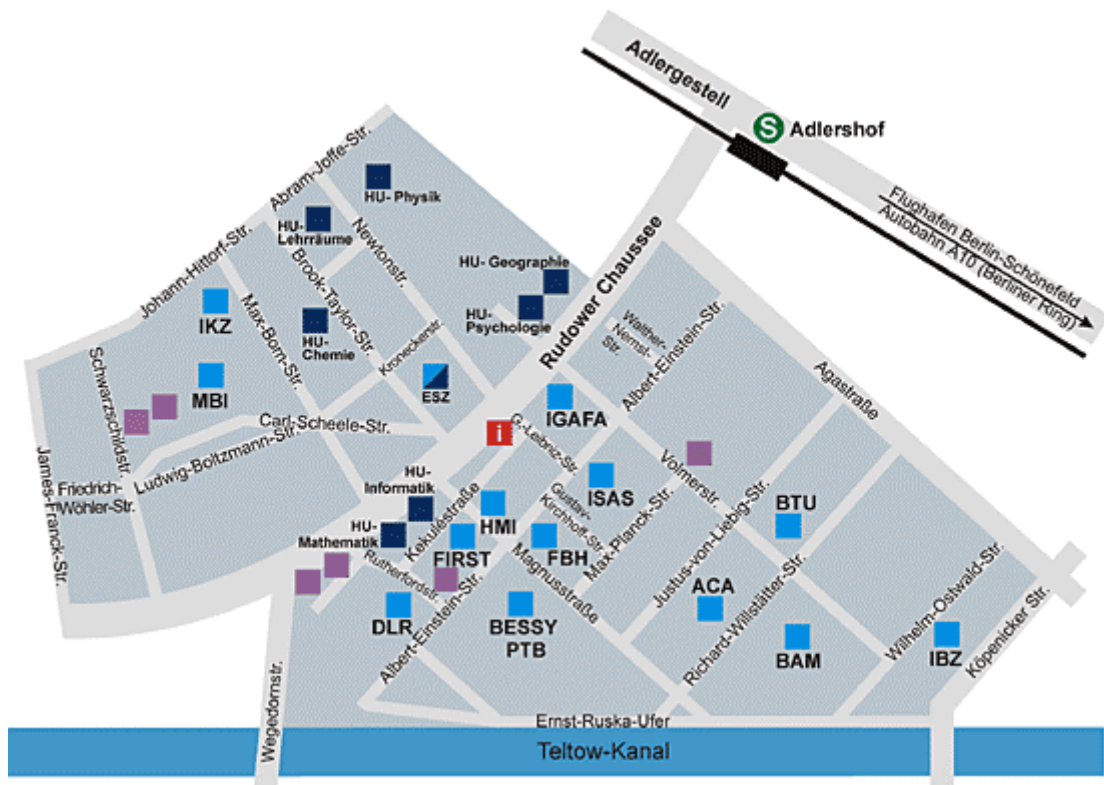 Adlergestell
S
Adlershof
Flughafen Berlin-Schönefeld
Autobahn A10 (Berliner Ring)
Abram-Joffe-Str.
HU- Physik
HU-
Lehrräume
Newtonstr.
Johann-Hittorf-Str.
Brook-Taylor-Str.
HU- Geographie
HU-
Psychologie
Rudower Chaussee
IKZ
Max-Born-Str.
HU-
Chemie
Kroneckerstr.
Walther-
Nernst-
Str.
Albert-Einstein-Str.
Agastraße
Schwarzschildstr.
MBI
ESZ
IGAFA
Carl-Scheele-Str.
i
G.-Leibniz-Str.
Ludwig-Boltzmann-Str.
Volmerstr.
James-Franck-Str.
Friedrich-
Wöhler-Str.
HU-
Informatik
Kekuléstraße
HMI
ISAS
Gustav-
Kirchhoff-Str.
Max-Planck-Str.
Justus-von-Liebig-Str.
BTU
HU-
Mathematik
FIRST
FBH
Rutherfordstr.
Magnusstraße
Richard-Willstätter-Str.
Wilhelm-Ostwald-Str.
Köpenicker Str.
DLR
Albert-Einstein-Str.
BESSY
PTB
ACA
BAM
IBZ
Wegedornstr.
Ernst-Ruska-Ufer
Teltow-Kanal